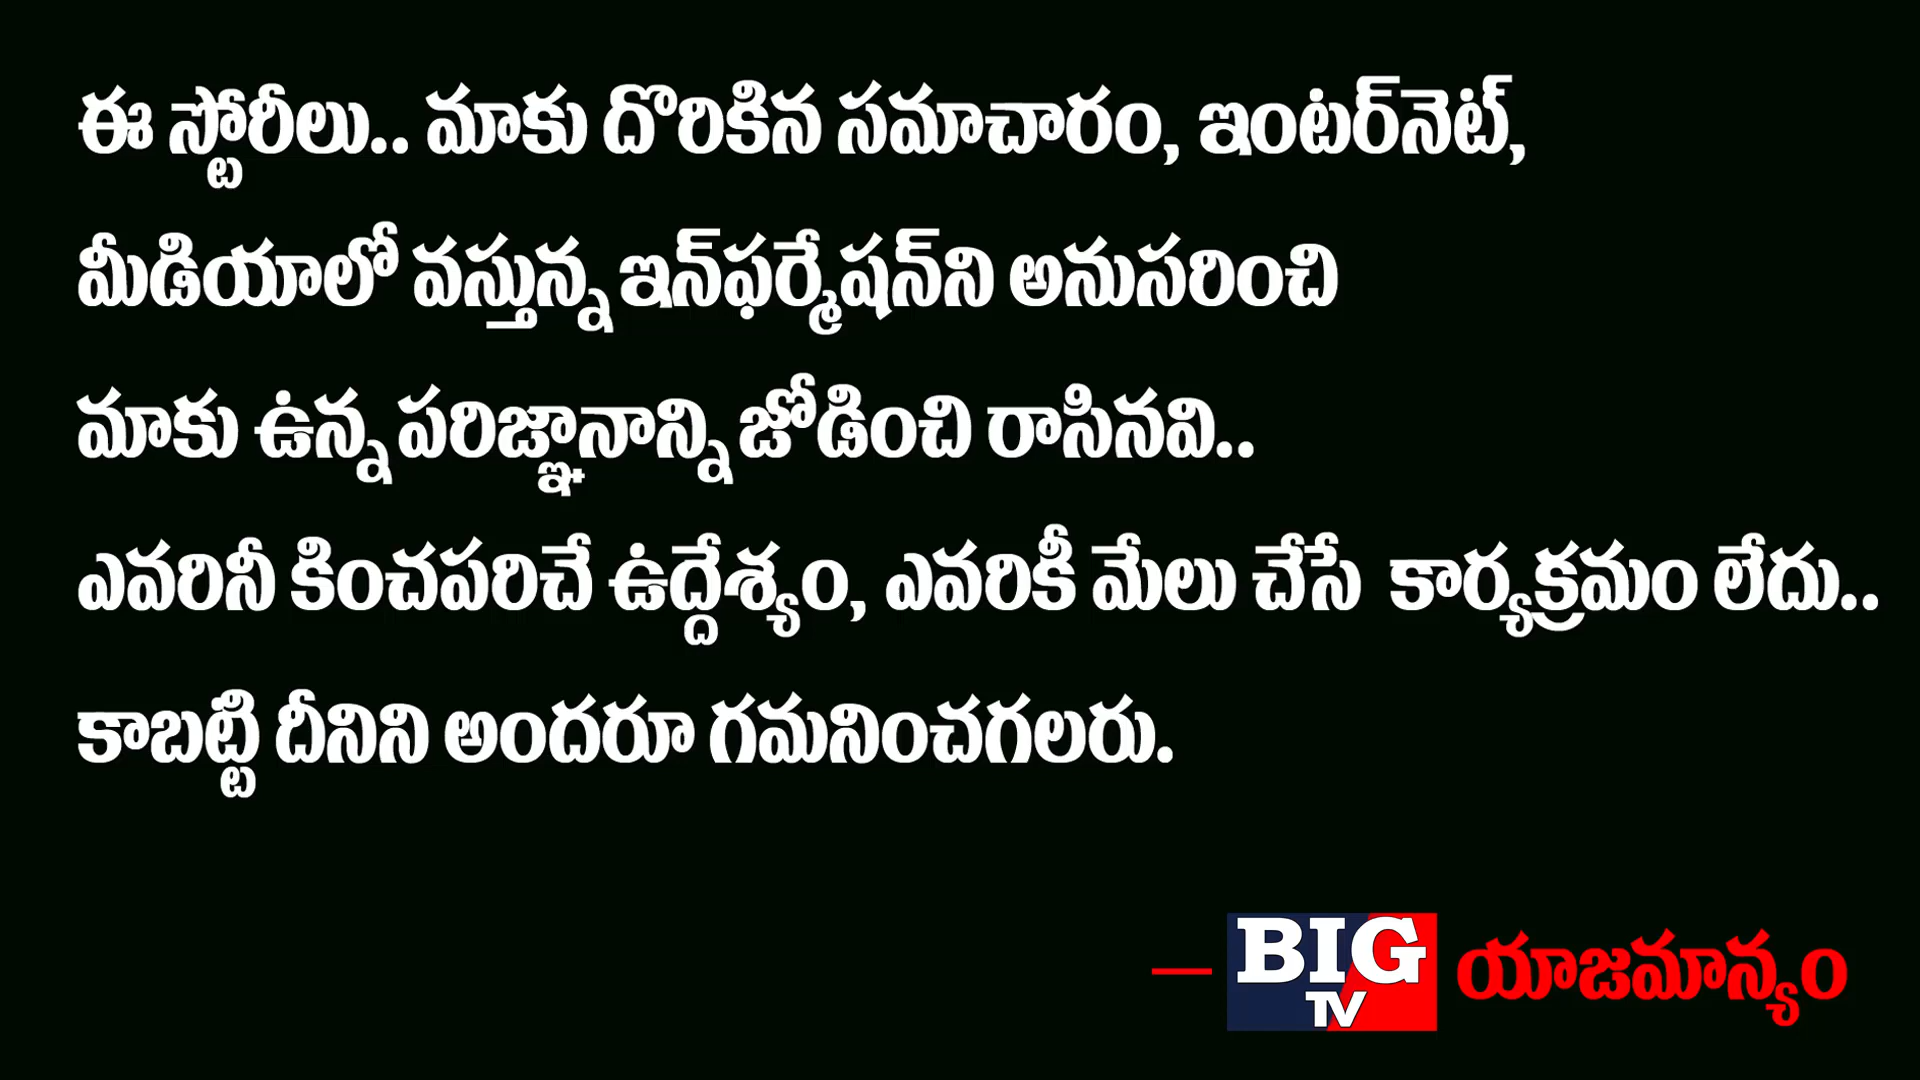 ఈ స్టోరీలు.. మాకు దొరికిన సమాచారం, ఇంటర్‌నెట్,
మీడియాలో వస్తున్న ఇన్‌ఫర్మేషన్‌ని అనుసరించి
మాకు ఉన్న పరిజ్ఞానాన్ని జోడించి రాసినవి..
ఎవరినీ కించపరిచే ఉద్దేశ్యం, ఎవరికీ మేలు చేసే కార్యక్రమం లేదు..
కాబట్టి దీనిని అందరూ గమనించగలరు.
— BIG TV యాజమాన్యం